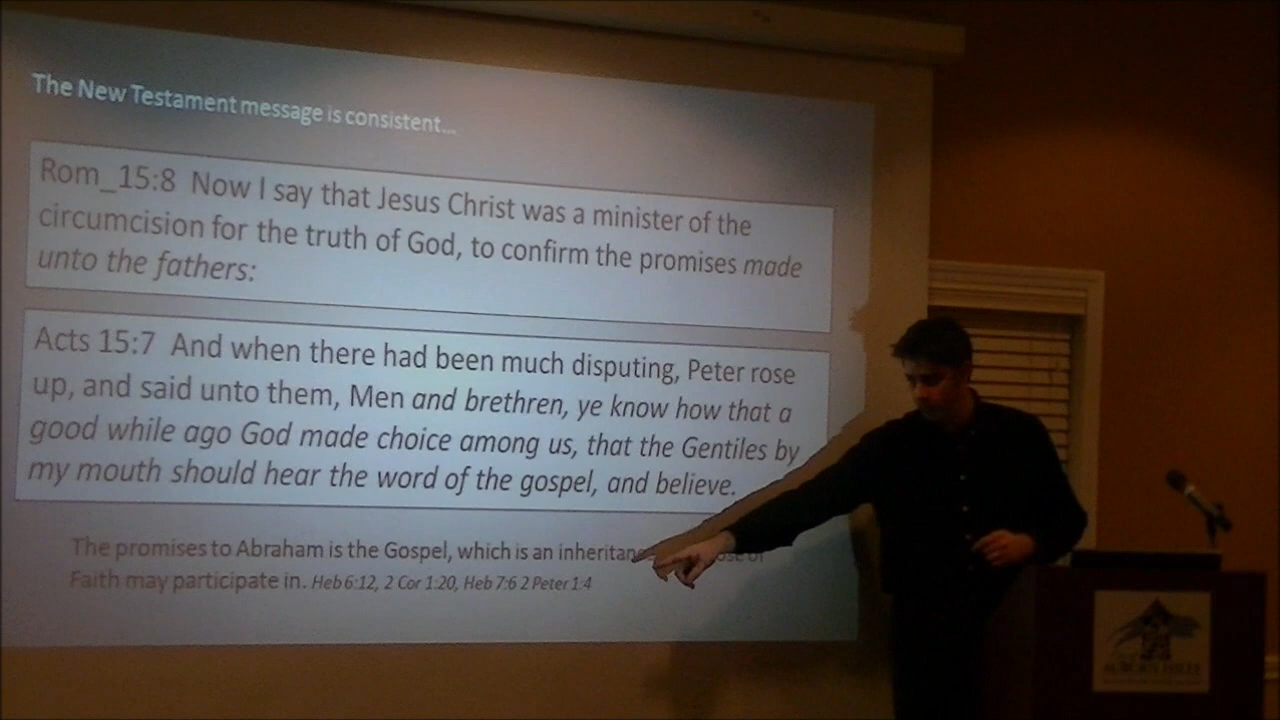 The New Testament message is consistent...
Rom_15:8 Now I say that Jesus Christ was a minister of the
circumcision for the truth of God, to confirm the promises made
unto the fathers:
Acts 15:7 And when there had been much disputing, Peter rose
up, and said unto them, Men and brethren, ye know how that a
good while ago God made choice among us, that the Gentiles by
my mouth should hear the word of the gospel, and believe.
The promises to Abraham is the Gospel, which is an of
Faith may participate in. Heb 6:12, 2 Cor 1:20, Heb 7:6 2 Peter 1:4